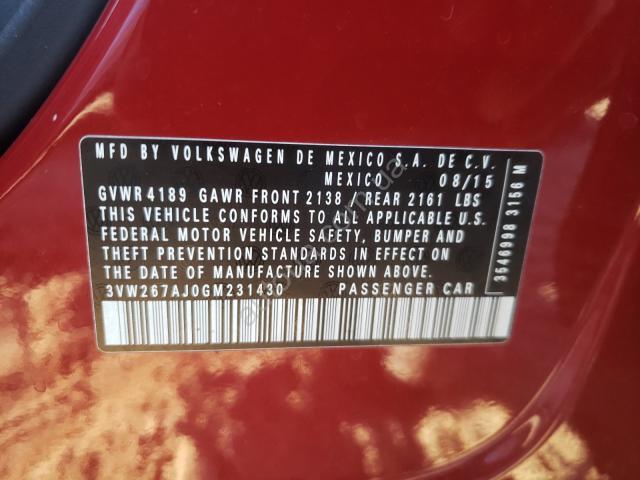 MFD BY VOLKSWAGEN DE MEXICO S.A. DE C.V.
MEXICO 08/15
GVWR 4189 GAWR FRONT 2138 / REAR 2161 LBS
THIS VEHICLE CONFORMS TO ALL APPLICABLE U.S.
FEDERAL MOTOR VEHICLE SAFETY, BUMPER AND
THEFT PREVENTION STANDARDS IN EFFECT ON
THE DATE OF MANUFACTURE SHOWN ABOVE.
3VW267AJ0GM231430 PASSENGER CAR
3546998 3156 M